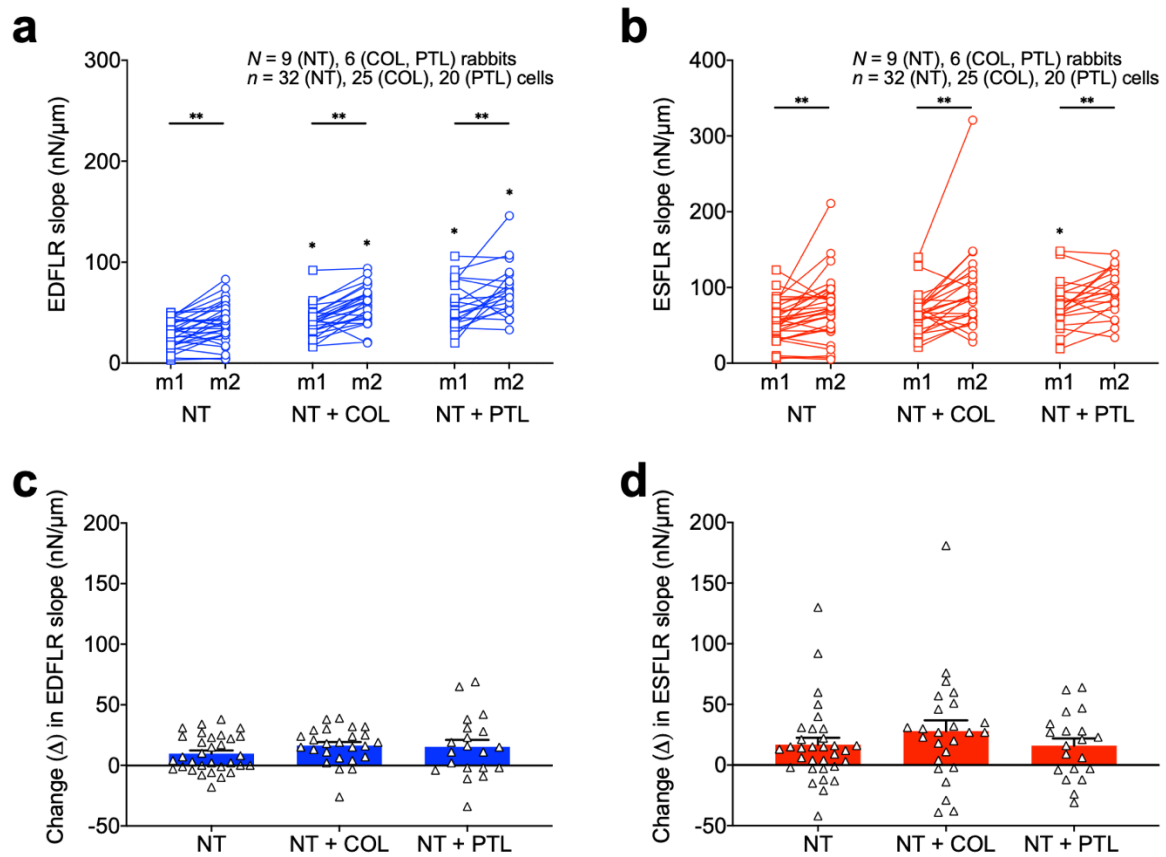 a
N = 9 (NT), 6 (COL, PTL) rabbits
n = 32 (NT), 25 (COL), 20 (PTL) cells
EDFLR slope (nN/µm)
300
200
100
0
** ** **
* * * *
m1 m2 m1 m2 m1 m2
NT NT + COL NT + PTL
b
N = 9 (NT), 6 (COL, PTL) rabbits
n = 32 (NT), 25 (COL), 20 (PTL) cells
ESFLR slope (nN/µm)
400
300
200
100
0
** ** **
*
m1 m2 m1 m2 m1 m2
NT NT + COL NT + PTL
c
Change (Δ) in EDFLR slope (nN/µm)
200
150
100
50
0
-50
NT NT + COL NT + PTL
d
Change (Δ) in ESFLR slope (nN/µm)
200
150
100
50
0
-50
NT NT + COL NT + PTL